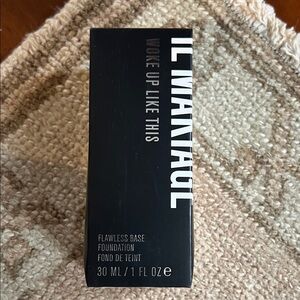 IL MAKIAGE
WOKE UP LIKE THIS
FLAWLESS BASE
FOUNDATION
FOND DE TEINT
30 ML / 1 FL OZ ℮